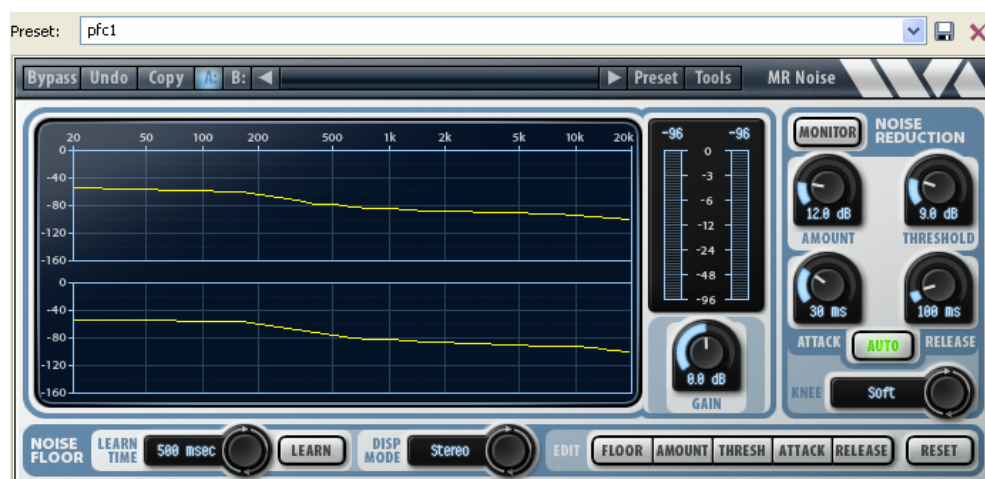 Preset: pfc1
Bypass Undo Copy A: B: Preset Tools MR Noise
20 50 100 200 500 1k 2k 5k 10k 20k
0
-40
-80
-120
-160
0
-40
-80
-120
-160
-96 -96
0
-3
-6
-12
-24
-48
-96
0.0 dB
GAIN
MONITOR NOISE REDUCTION
12.0 dB 9.0 dB
AMOUNT THRESHOLD
30 ms 100 ms
ATTACK AUTO RELEASE
KNEE Soft
NOISE FLOOR LEARN TIME 500 msec LEARN DISP MODE Stereo EDIT FLOOR AMOUNT THRESH ATTACK RELEASE RESET